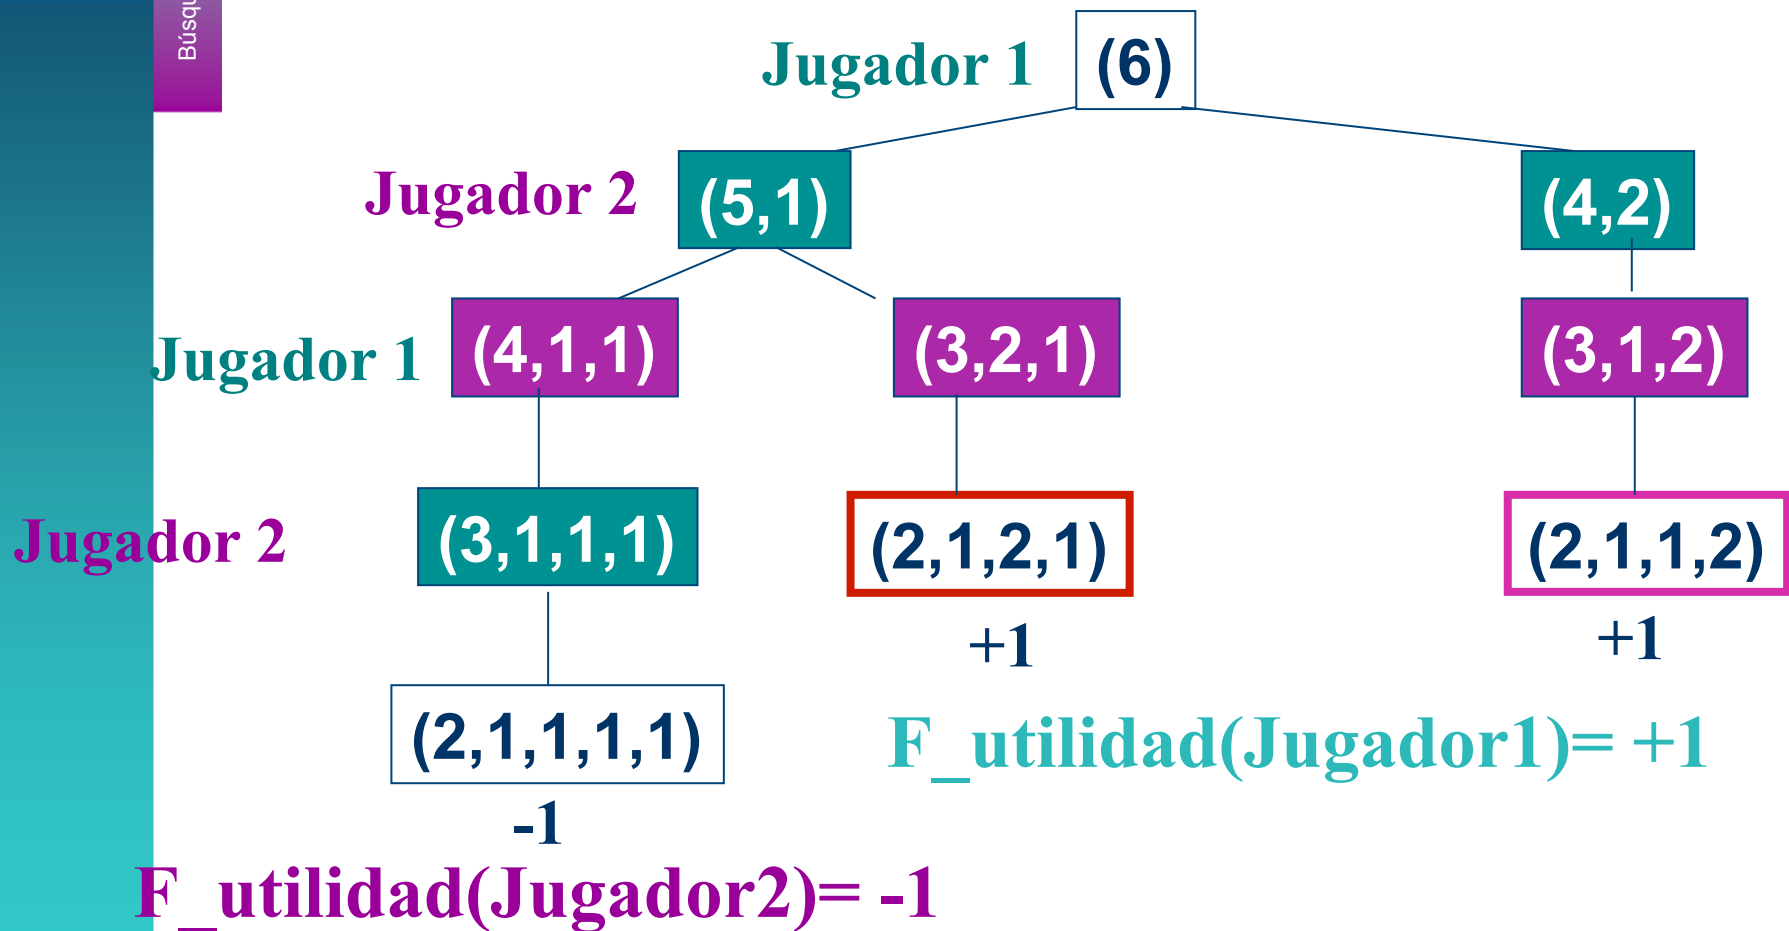 Búsqu
Jugador 1 (6)
Jugador 2 (5,1) (4,2)
Jugador 1 (4,1,1) (3,2,1) (3,1,2)
Jugador 2 (3,1,1,1) (2,1,2,1) (2,1,1,2)
+1 +1
(2,1,1,1,1) F_utilidad(Jugador1)= +1
-1
F_utilidad(Jugador2)= -1